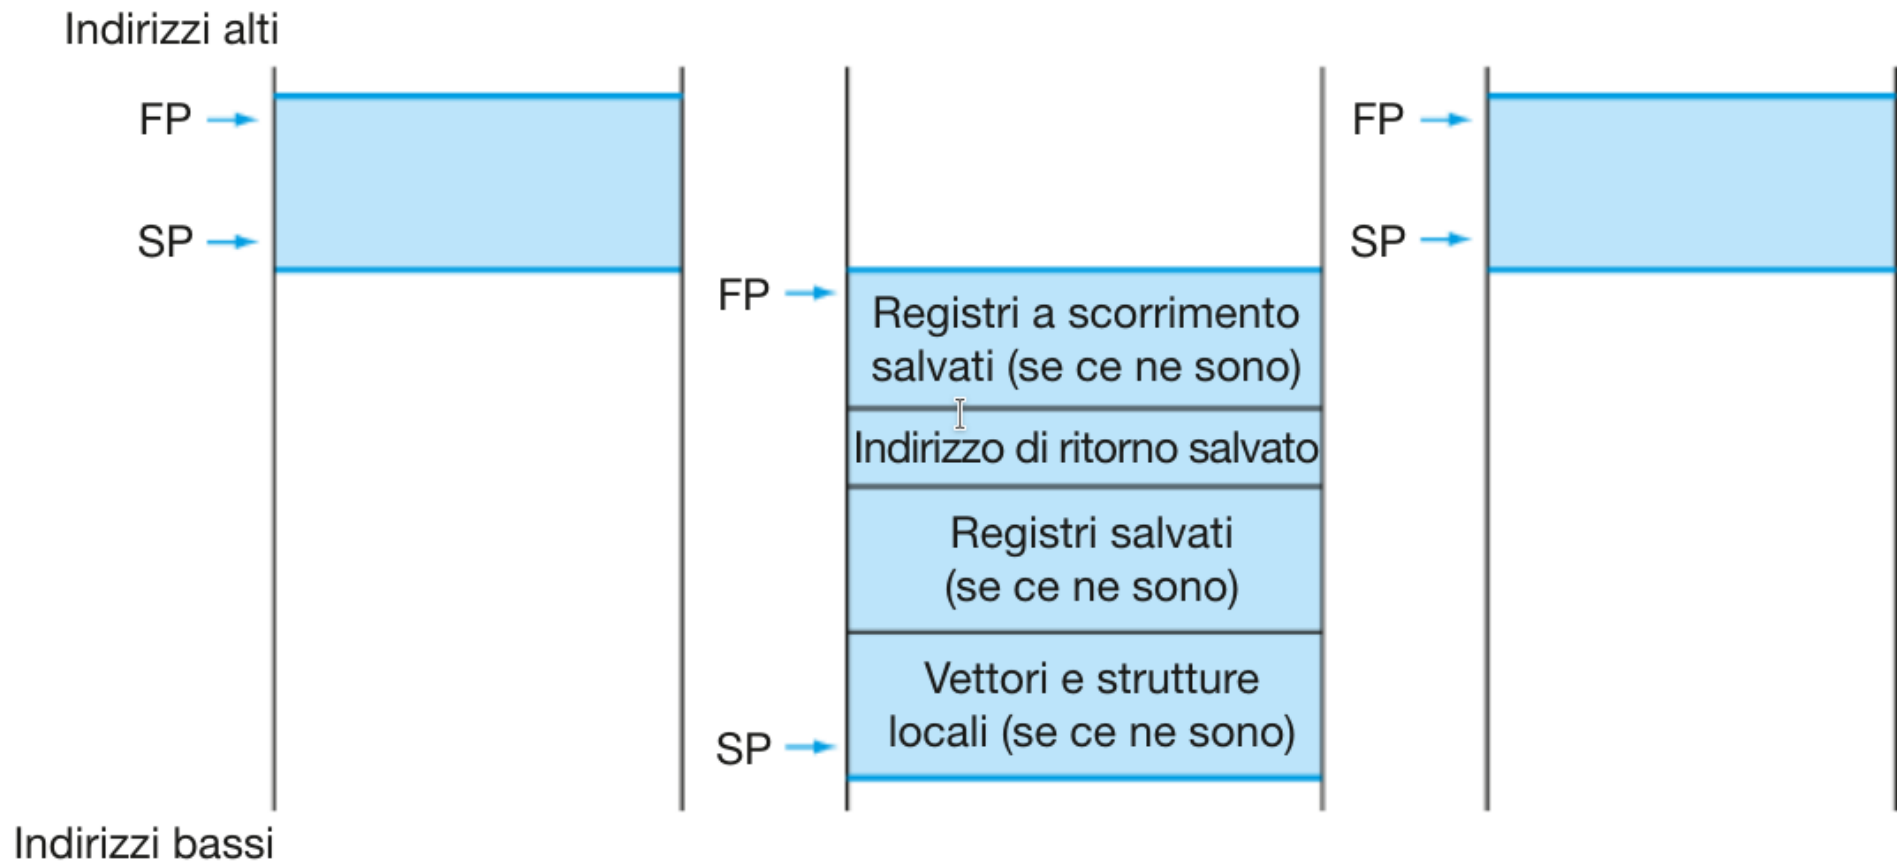 Indirizzi alti
FP
SP
FP
Registri a scorrimento
salvati (se ce ne sono)
Indirizzo di ritorno salvato
Registri salvati
(se ce ne sono)
Vettori e strutture
locali (se ce ne sono)
SP
FP
SP
Indirizzi bassi